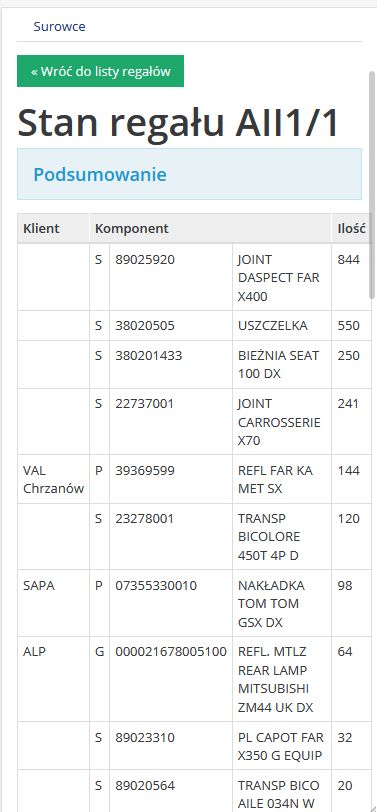 Surowce
« Wróć do listy regałów
Stan regału AII1/1
Podsumowanie
Klient Komponent Ilość
S 89025920 JOINT 844
DASPECT FAR
X400
S 38020505 USZCZELKA 550
S 380201433 BIEŻNIA SEAT 250
100 DX
S 22737001 JOINT 241
CARROSSERIE
X70
VAL P 39369599 REFL FAR KA 144
Chrzanów MET SX
S 23278001 TRANSP 120
BICOLORE
450T 4P D
SAPA P 07355330010 NAKŁADKA 98
TOM TOM
GSX DX
ALP G 000021678005100 REFL. MTLZ 64
REAR LAMP
MITSUBISHI
ZM44 UK DX
S 89023310 PL CAPOT FAR 32
X350 G EQUIP
S 89020564 TRANSP BICO 20
AILE 034N W